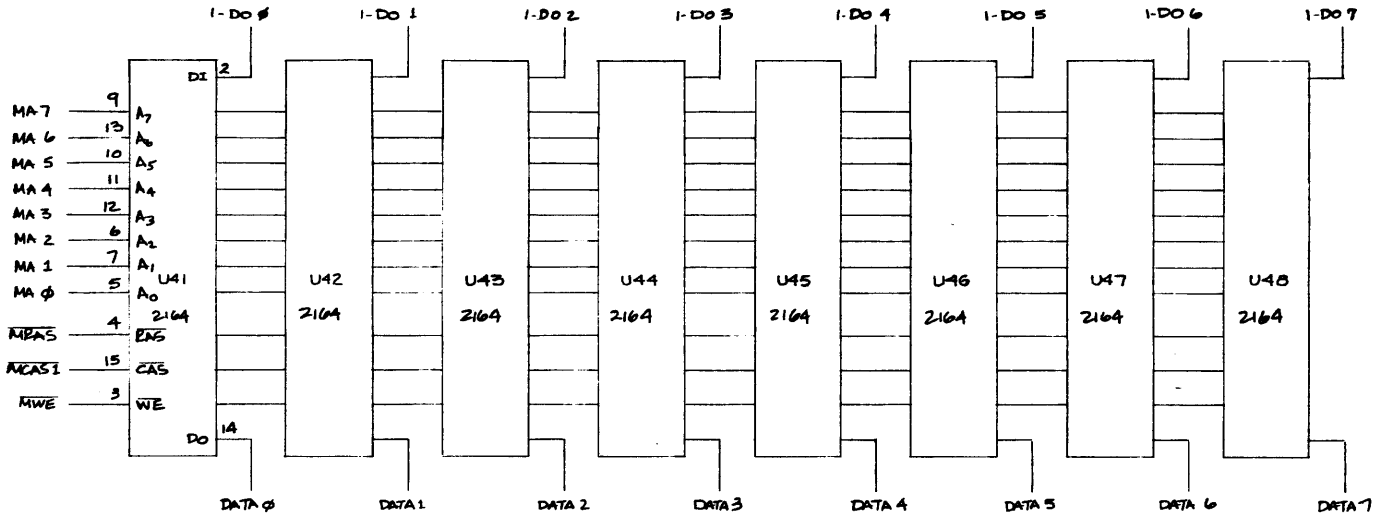 1-DO Ø 1-DO 1 1-DO 2 1-DO 3 1-DO 4 1-DO 5 1-DO 6 1-DO 7
DI 2
MA 7 9 A7
MA 6 13 A6
MA 5 10 A5
MA 4 11 A4
MA 3 12 A3
MA 2 6 A2
MA 1 7 A1
U41 U42 U43 U44 U45 U46 U47 U48
MA Ø 5 A0
2164 2164 2164 2164 2164 2164 2164 2164
MRAS 4 RAS
MCAS1 15 CAS
MWE 3 WE
DO 14
DATA Ø DATA 1 DATA 2 DATA 3 DATA 4 DATA 5 DATA 6 DATA 7